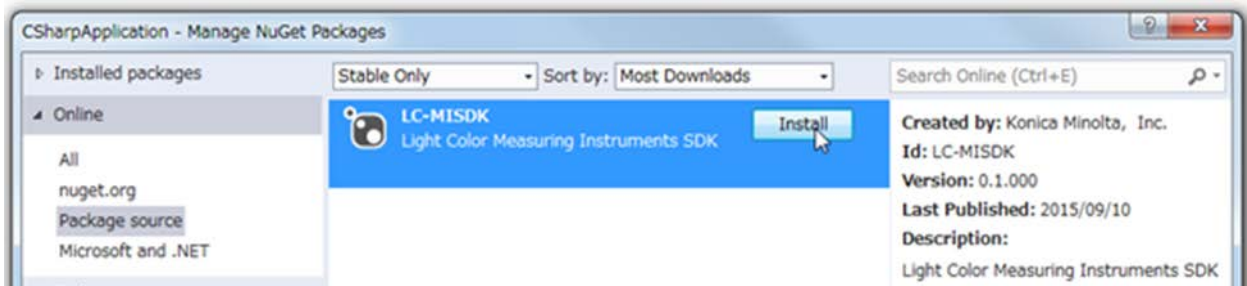 CSharpApplication - Manage NuGet Packages
Installed packages
Stable Only
Sort by: Most Downloads
Search Online (Ctrl+E)
Online
LC-MISDK
Light Color Measuring Instruments SDK
Install
Created by: Konica Minolta, Inc.
Id: LC-MISDK
Version: 0.1.000
Last Published: 2015/09/10
Description:
Light Color Measuring Instruments SDK
All
nuget.org
Package source
Microsoft and .NET